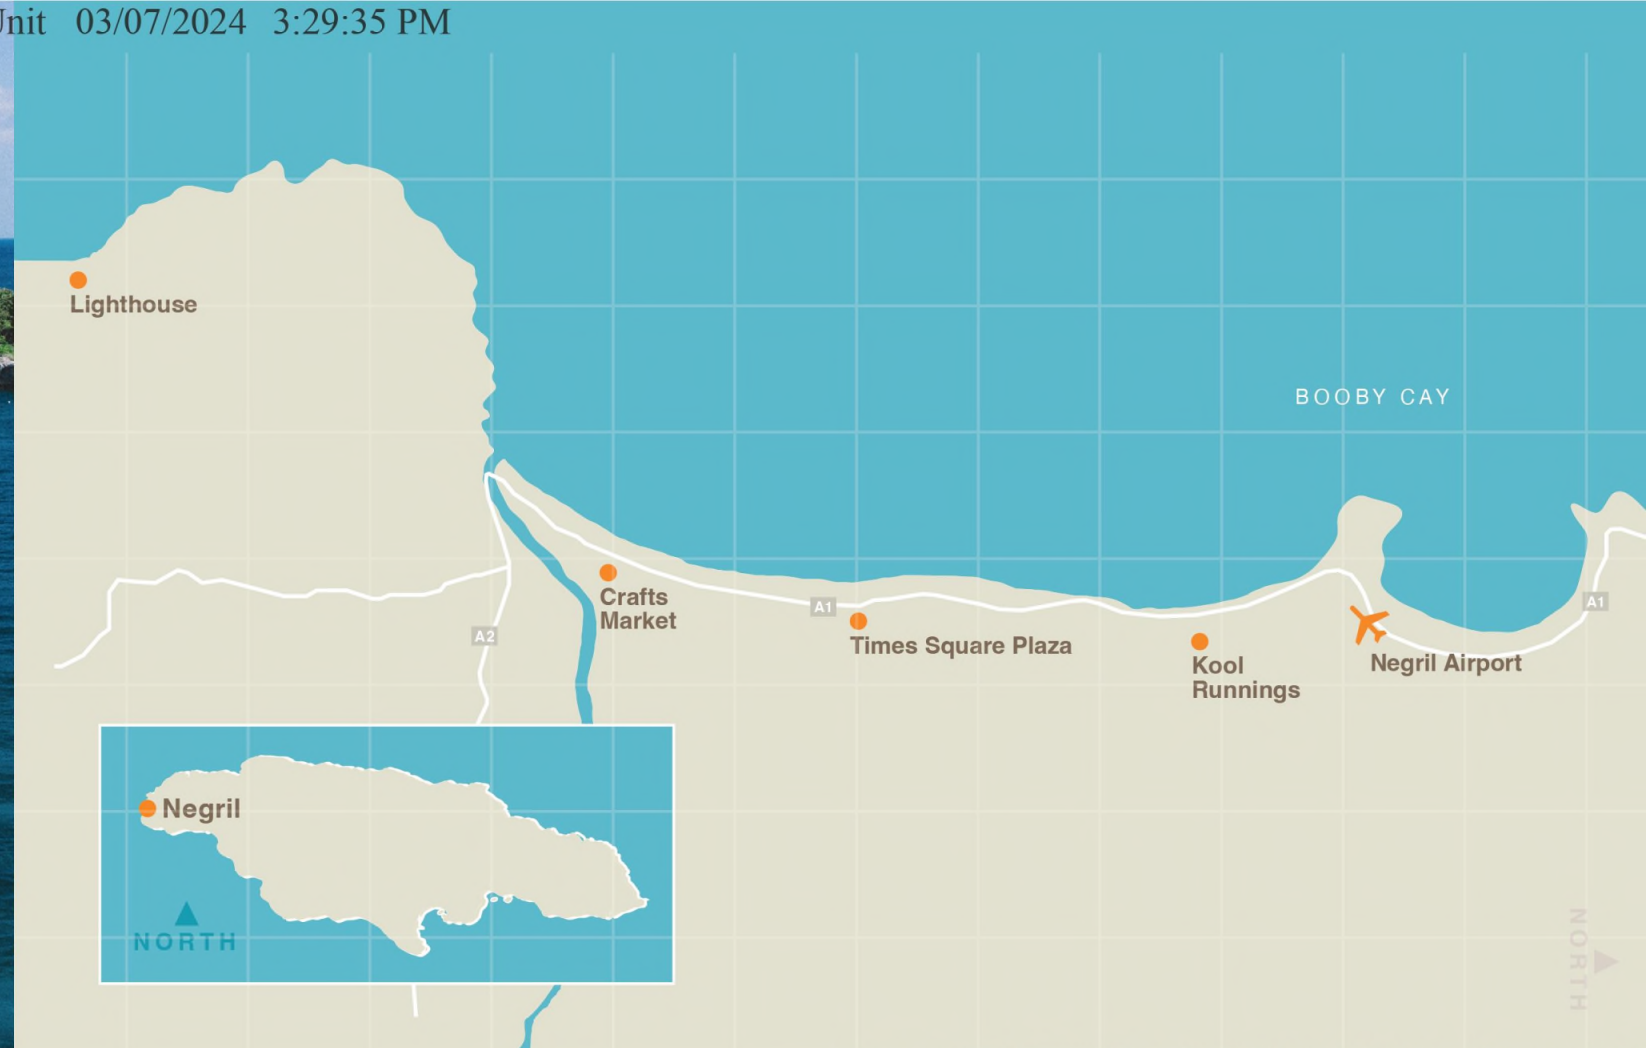 03/07/2024 3:29:35 PM
BOOBY CAY
Lighthouse
Crafts
Market
A1
A1
A2
Times Square Plaza
Kool
Runnings
Negril Airport
Negril
NORTH
NORTH